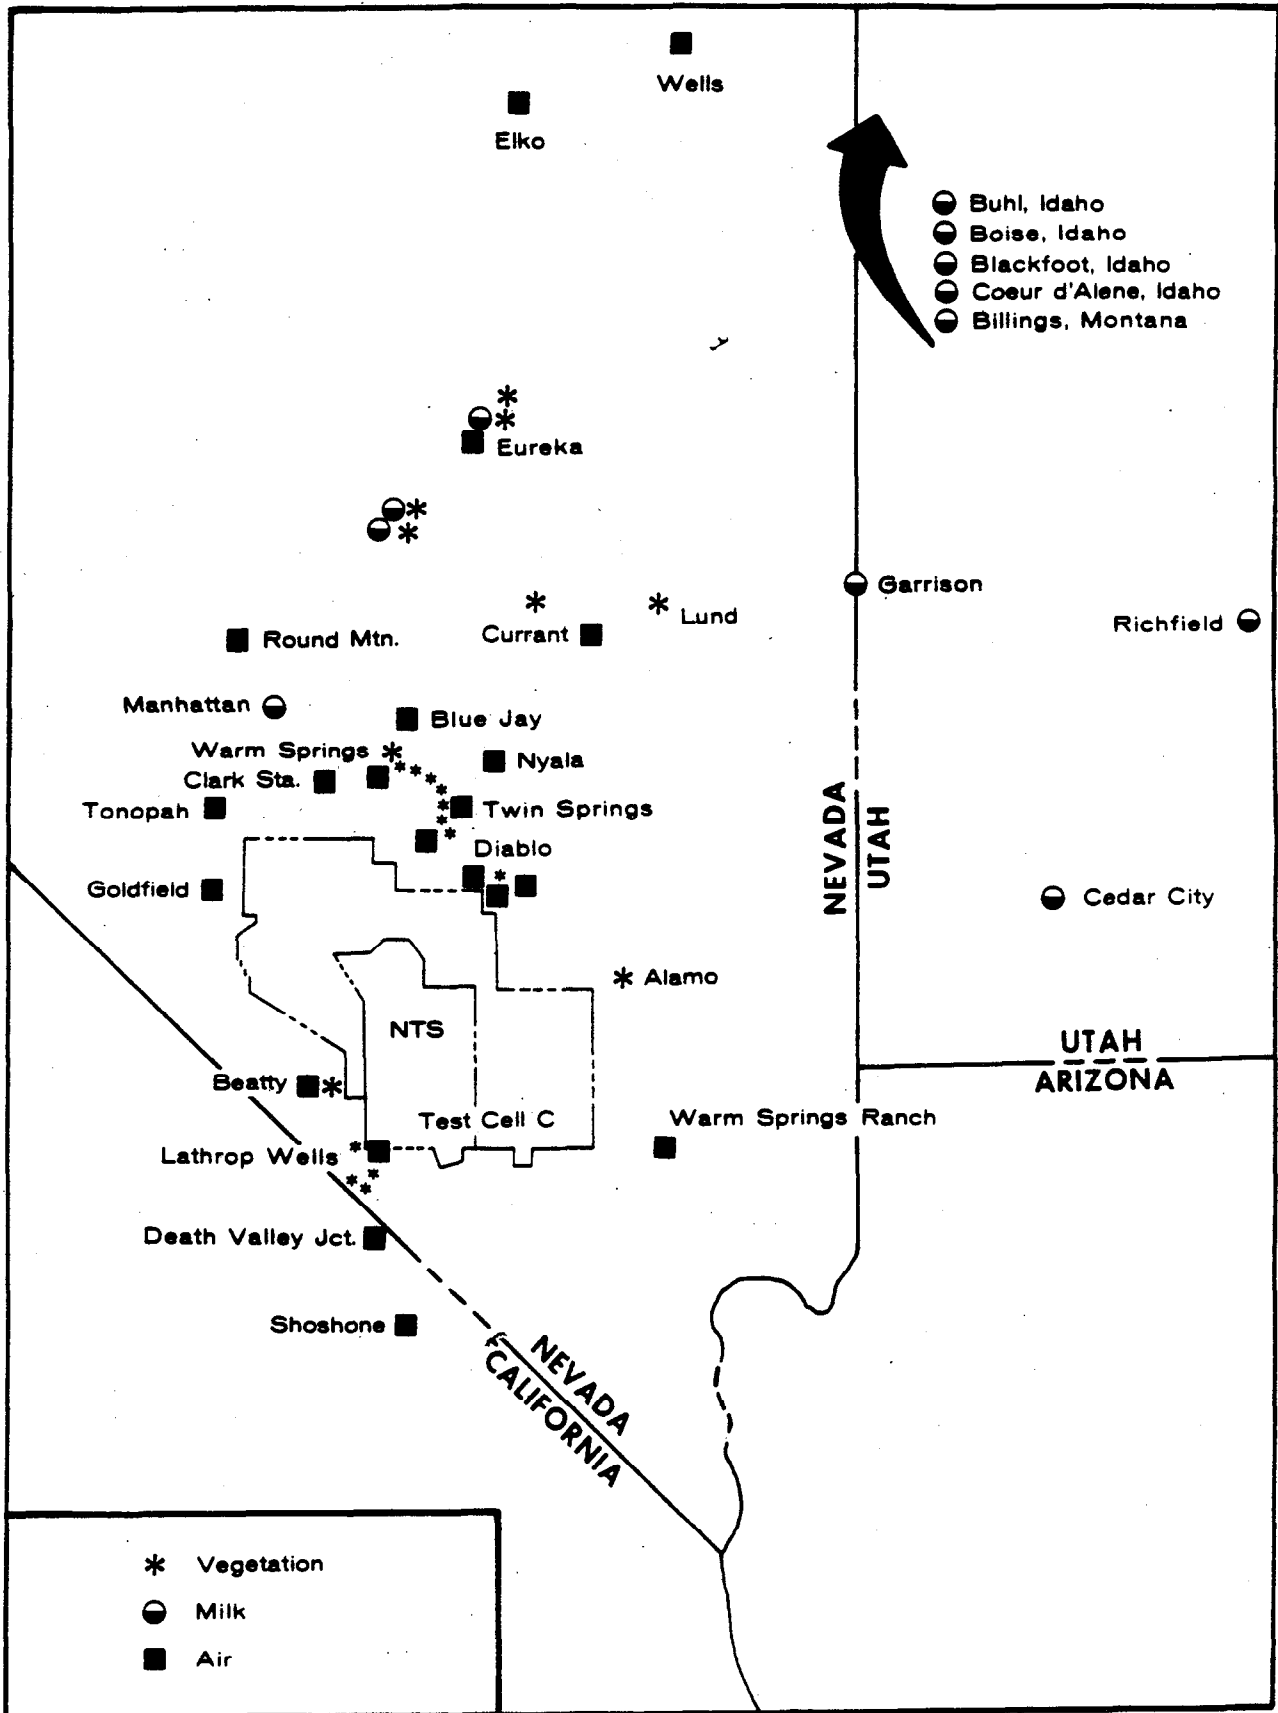 Wells
Elko
Buhl, Idaho
Boise, Idaho
Blackfoot, Idaho
Coeur d'Alene, Idaho
Billings, Montana
Eureka
Garrison
Lund
Richfield
Currant
Round Mtn.
Manhattan
Blue Jay
Warm Springs
Nyala
Clark Sta.
Tonopah
Twin Springs
Diablo
NEVADA
UTAH
Goldfield
Cedar City
Alamo
NTS
UTAH
ARIZONA
Beatty
Test Cell C
Warm Springs Ranch
Lathrop Wells
Death Valley Jct.
Shoshone
NEVADA
CALIFORNIA
Vegetation
Milk
Air